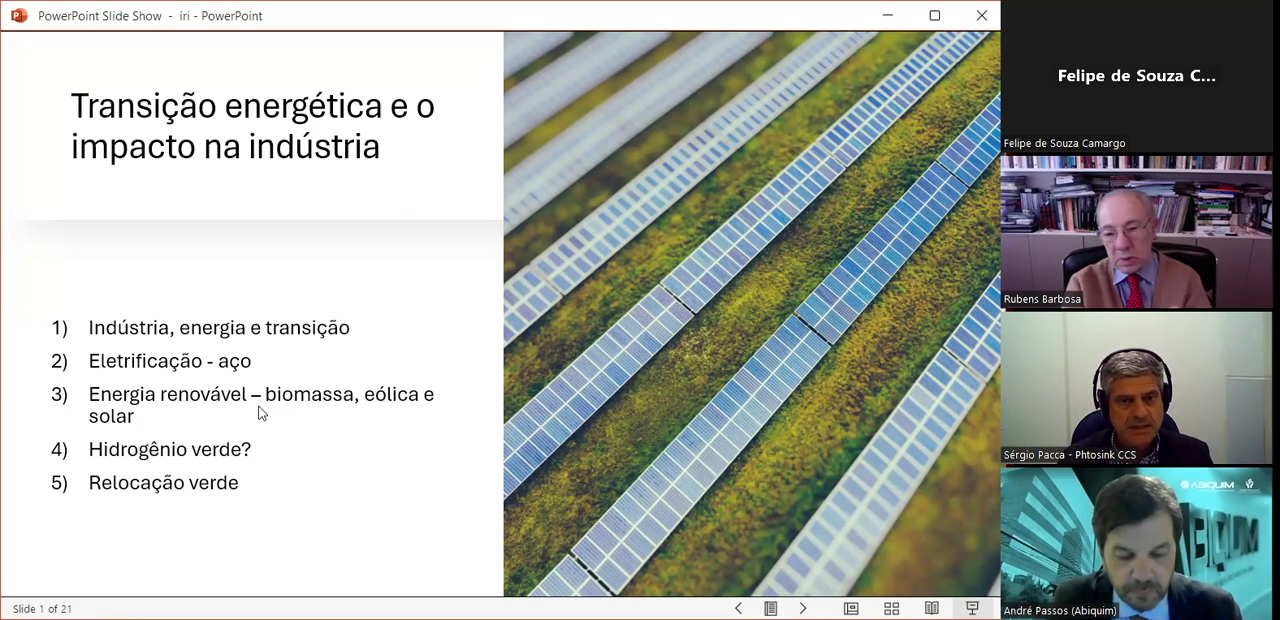 PowerPoint Slide Show - iri - PowerPoint
Transição energética e o
impacto na indústria
1) Indústria, energia e transição
2) Eletrificação - aço
3) Energia renovável – biomassa, eólica e
solar
4) Hidrogênio verde?
5) Relocação verde
Slide 1 of 21
Felipe de Souza C...
Felipe de Souza Camargo
Rubens Barbosa
Sérgio Pacca - Phtosink CCS
ABIQUIM
André Passos (Abiquim)